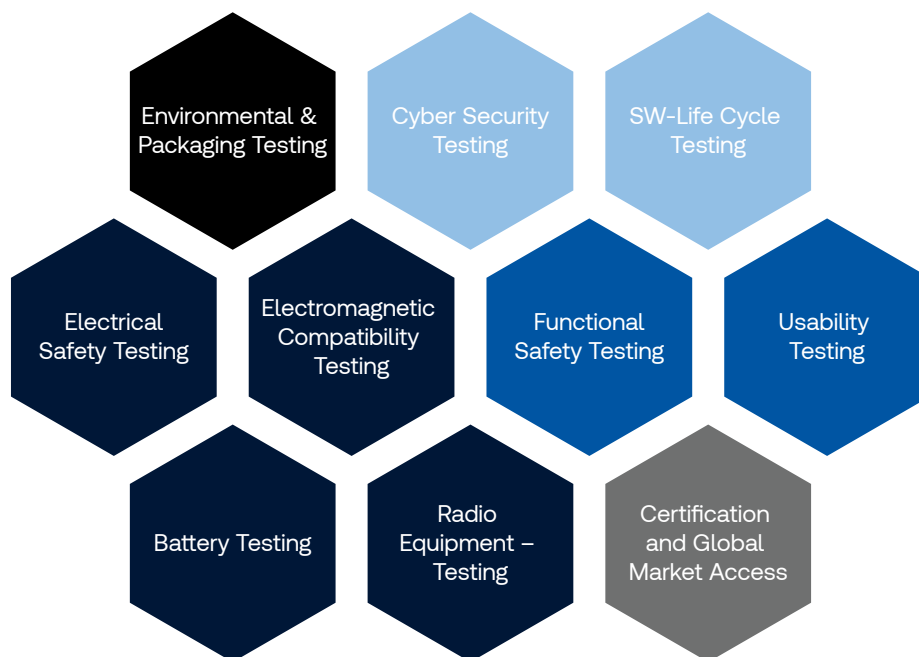 Environmental &
Packaging Testing
Cyber Security
Testing
SW-Life Cycle
Testing
Electrical
Safety Testing
Electromagnetic
Compatibility
Testing
Functional
Safety Testing
Usability
Testing
Battery Testing
Radio
Equipment –
Testing
Certification
and Global
Market Access